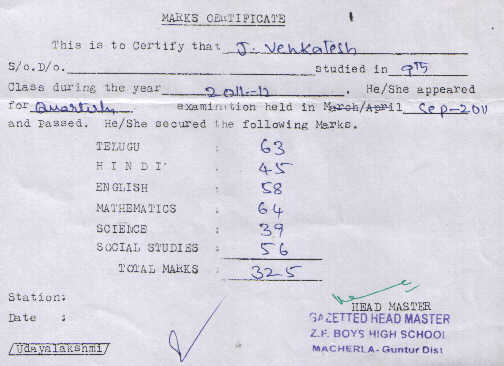 MARKS CERTIFICATE
This is to Certify that J. Venkatesh
S/o.D/o. studied in 9th
Class during the year 2011-12. He/She appeared
for Quarterly examination held in March/April Sep-2011
and Passed. He/She secured the following Marks.
TELUGU : 63
HINDI : 45
ENGLISH : 58
MATHEMATICS : 64
SCIENCE : 39
SOCIAL STUDIES : 56
TOTAL MARKS : 325
Station:
Date :
HEAD MASTER
GAZETTED HEAD MASTER
Z.P. BOYS HIGH SCHOOL
MACHERLA - Guntur Dist
/Udayalakshmi/